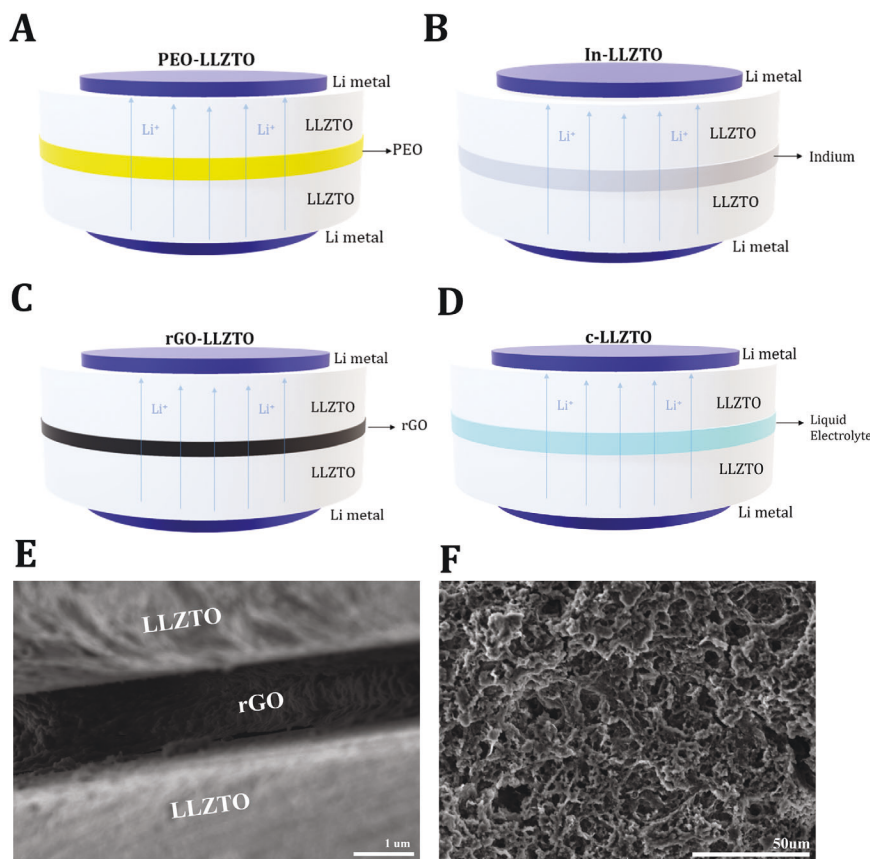 A
PEO-LLZTO
Li metal
LLZTO
Li⁺
Li⁺
PEO
LLZTO
Li metal
B
In-LLZTO
Li metal
LLZTO
Li⁺
Li⁺
Indium
LLZTO
Li metal
C
rGO-LLZTO
Li metal
LLZTO
Li⁺
Li⁺
rGO
LLZTO
Li metal
D
c-LLZTO
Li metal
LLZTO
Li⁺
Li⁺
Liquid
Electrolyte
LLZTO
Li metal
E
LLZTO
rGO
LLZTO
1 um
F
50um